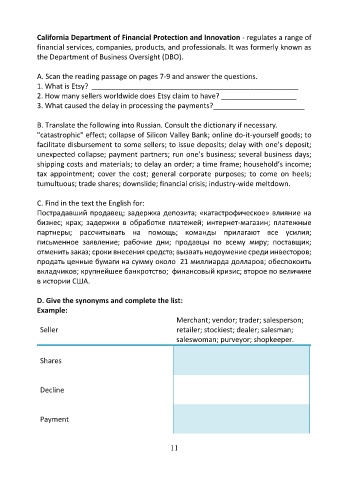 California Department of Financial Protection and Innovation - regulates a range of
financial services, companies, products, and professionals. It was formerly known as
the Department of Business Oversight (DBO).
A. Scan the reading passage on pages 7-9 and answer the questions.
1. What is Etsy? ___
2. How many sellers worldwide does Etsy claim to have? ___
3. What caused the delay in processing the payments?___
B. Translate the following into Russian. Consult the dictionary if necessary.
"catastrophic" effect; collapse of Silicon Valley Bank; online do-it-yourself goods; to
facilitate disbursement to some sellers; to issue deposits; delay with one's deposit;
unexpected collapse; payment partners; run one's business; several business days;
shipping costs and materials; to delay an order; a time frame; household's income;
tax appointment; cover the cost; general corporate purposes; to come on heels;
tumultuous; trade shares; downslide; financial crisis; industry-wide meltdown.
C. Find in the text the English for:
Пострадавший продавец; задержка депозита; «катастрофическое» влияние на
бизнес; крах; задержки в обработке платежей; интернет-магазин; платежные
партнеры; рассчитывать на помощь; команды прилагают все усилия;
письменное заявление; рабочие дни; продавцы по всему миру; поставщик;
отменить заказ; сроки внесения средств; вызвать недоумение среди инвесторов;
продать ценные бумаги на сумму около 21 миллиарда долларов; обеспокоить
вкладчиков; крупнейшее банкротство; финансовый кризис; второе по величине
в истории США.
D. Give the synonyms and complete the list:
Example:
Seller
Merchant; vendor; trader; salesperson;
retailer; stockiest; dealer; salesman;
saleswoman; purveyor; shopkeeper.
Shares
Decline
Payment
11